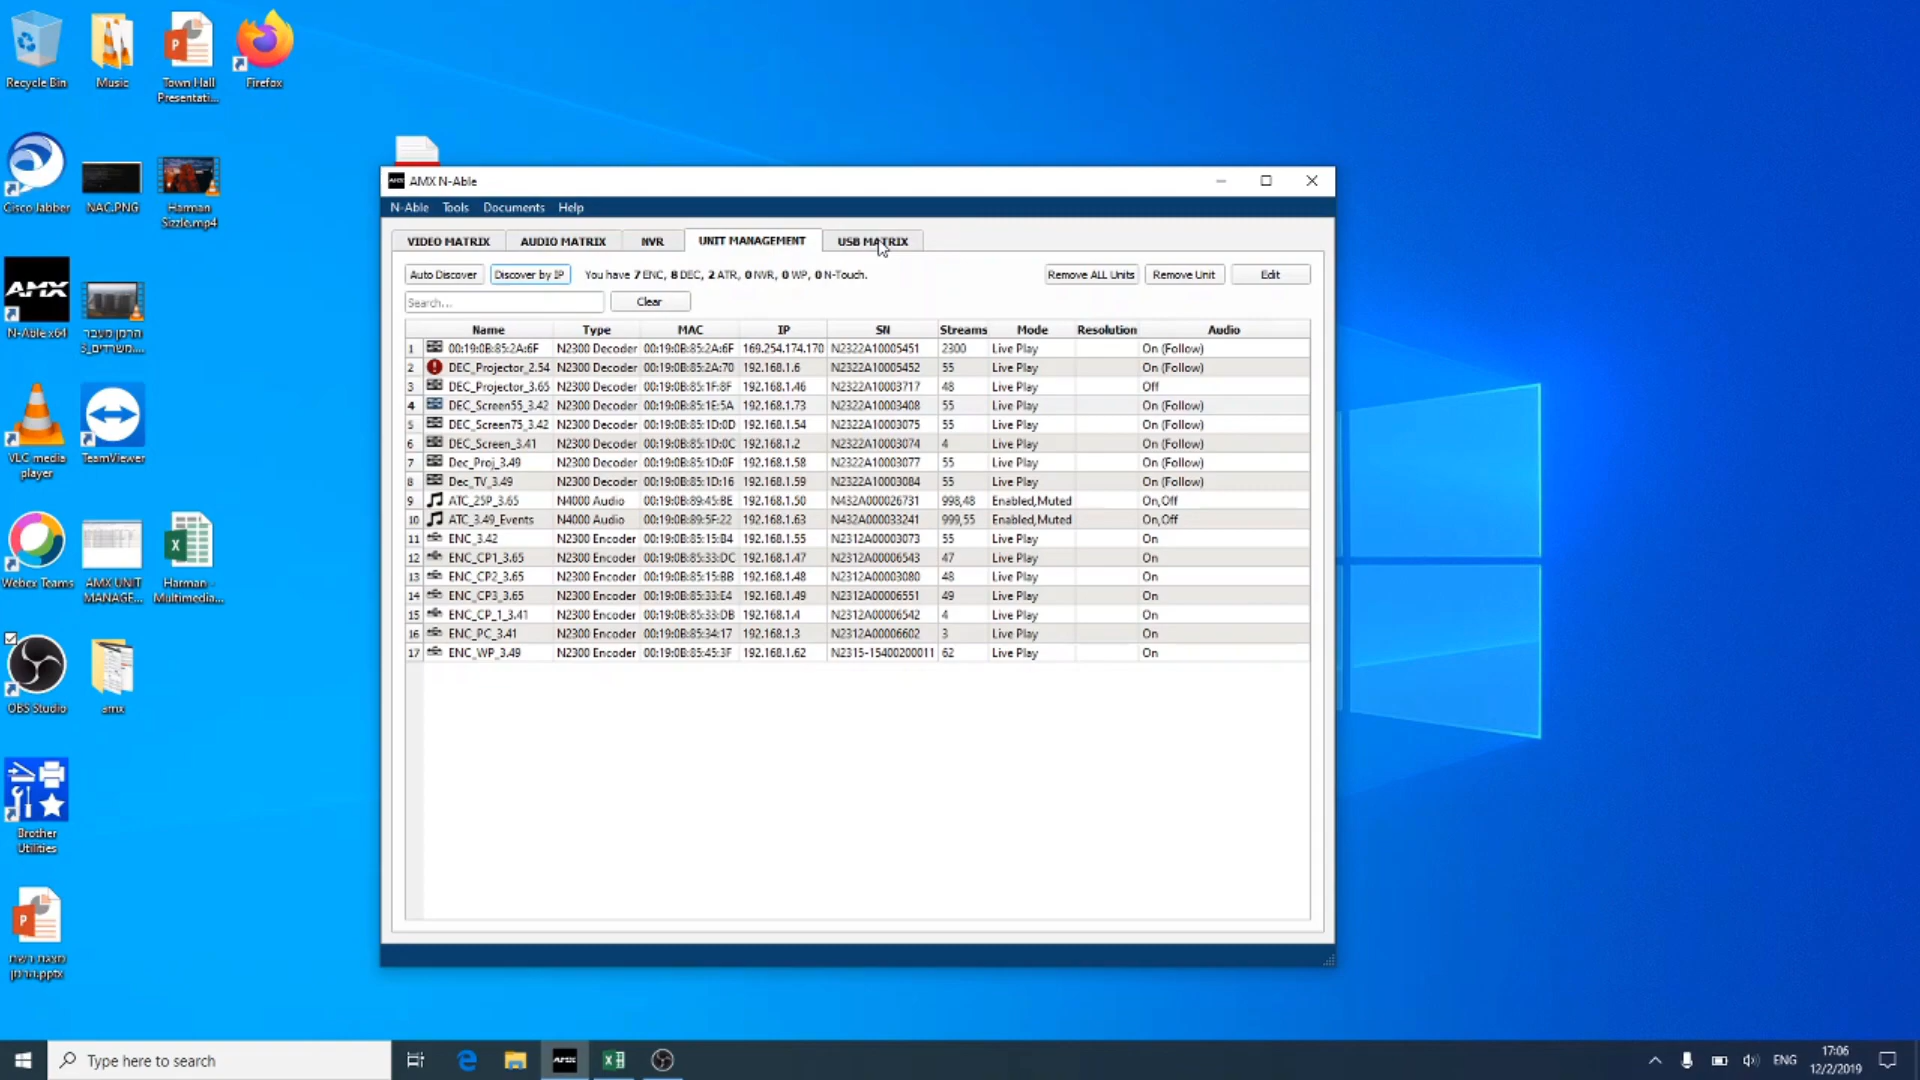 Recycle Bin
Music
Town Hall
Presentati...
Firefox
Cisco Jabber
NAC.PNG
Harman
Sizzle.mp4
AMX
N-Able.x64
הרמן מעבר
משרדים_3....
VLC media
player
TeamViewer
Webex Teams
AMX UNIT
MANAGE...
Harman -
Multimedia...
OBS Studio
amx
Brother
Utilities
AMX N-Able
N-Able Tools Documents Help
VIDEO MATRIX AUDIO MATRIX NVR UNIT MANAGEMENT USB MATRIX
Auto Discover Discover by IP You have 7 ENC, 8 DEC, 2 ATR, 0 NVR, 0 WP, 0 N-Touch. Remove ALL Units Remove Unit Edit
Search... Clear
Name Type MAC IP SN Streams Mode Resolution Audio
1 00:19:0B:85:2A:6F N2300 Decoder 00:19:0B:85:2A:6F 169.254.174.170 N2322A10005451 2300 Live Play On (Follow)
2 DEC_Projector_2.54 N2300 Decoder 00:19:0B:85:2A:70 192.168.1.6 N2322A10005452 55 Live Play On (Follow)
3 DEC_Projector_3.65 N2300 Decoder 00:19:0B:85:1F:8F 192.168.1.46 N2322A10003717 48 Live Play Off
4 DEC_Screen55_3.42 N2300 Decoder 00:19:0B:85:1E:5A 192.168.1.73 N2322A10003408 55 Live Play On (Follow)
5 DEC_Screen75_3.42 N2300 Decoder 00:19:0B:85:1D:0D 192.168.1.54 N2322A10003075 55 Live Play On (Follow)
6 DEC_Screen_3.41 N2300 Decoder 00:19:0B:85:1D:0C 192.168.1.2 N2322A10003074 4 Live Play On (Follow)
7 Dec_Proj_3.49 N2300 Decoder 00:19:0B:85:1D:0F 192.168.1.58 N2322A10003077 55 Live Play On (Follow)
8 Dec_TV_3.49 N2300 Decoder 00:19:0B:85:1D:16 192.168.1.59 N2322A10003084 55 Live Play On (Follow)
9 ATC_25P_3.65 N4000 Audio 00:19:0B:89:45:BE 192.168.1.50 N432A000026731 998,48 Enabled,Muted On,Off
10 ATC_3.49_Events N4000 Audio 00:19:0B:89:5F:22 192.168.1.63 N432A000033241 999,55 Enabled,Muted On,Off
11 ENC_3.42 N2300 Encoder 00:19:0B:85:15:B4 192.168.1.55 N2312A00003073 55 Live Play On
12 ENC_CP1_3.65 N2300 Encoder 00:19:0B:85:33:DC 192.168.1.47 N2312A00006543 47 Live Play On
13 ENC_CP2_3.65 N2300 Encoder 00:19:0B:85:15:BB 192.168.1.48 N2312A00003080 48 Live Play On
14 ENC_CP3_3.65 N2300 Encoder 00:19:0B:85:33:E4 192.168.1.49 N2312A00006551 49 Live Play On
15 ENC_CP_1_3.41 N2300 Encoder 00:19:0B:85:33:DB 192.168.1.4 N2312A00006542 4 Live Play On
16 ENC_PC_3.41 N2300 Encoder 00:19:0B:85:34:17 192.168.1.3 N2312A00006602 3 Live Play On
17 ENC_WP_3.49 N2300 Encoder 00:19:0B:85:45:3F 192.168.1.62 N2315-15400200011 62 Live Play On
Type here to search
AMX
ENG
17:06
12/2/2019